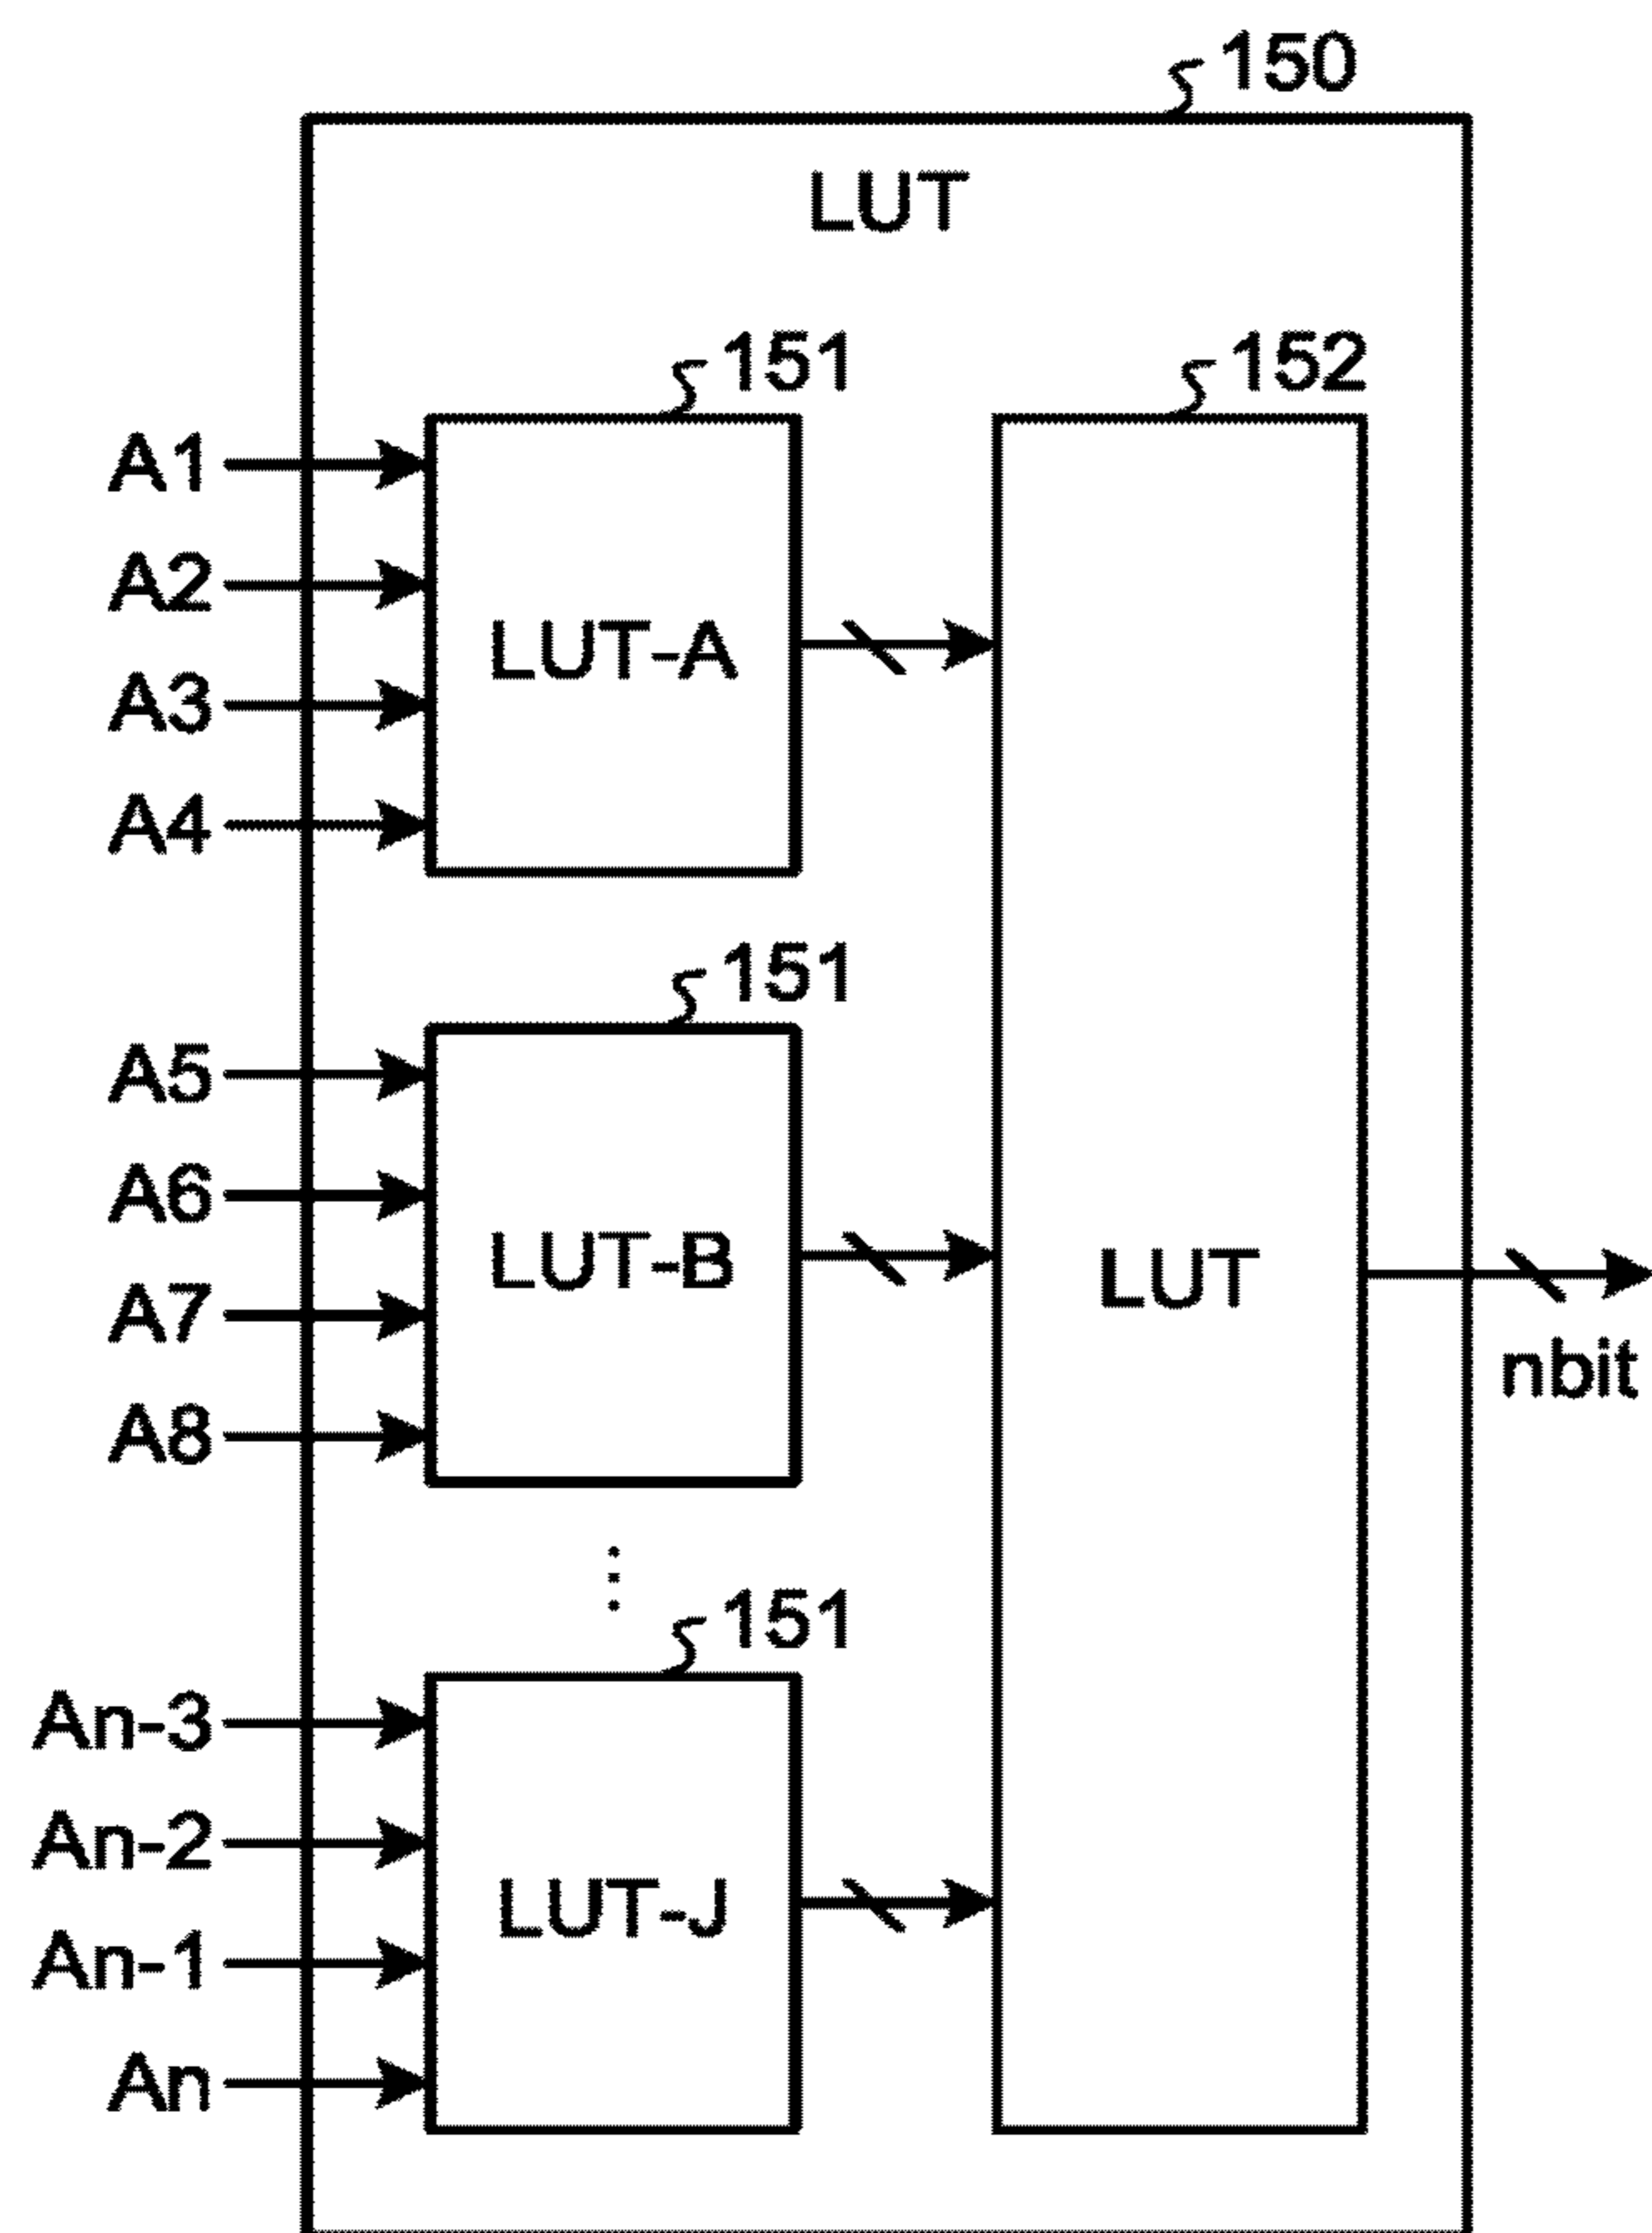 150
LUT
151
152
A1
A2
A3
A4
LUT-A
151
A5
A6
A7
A8
LUT-B
LUT
nbit
151
An-3
An-2
An-1
An
LUT-J